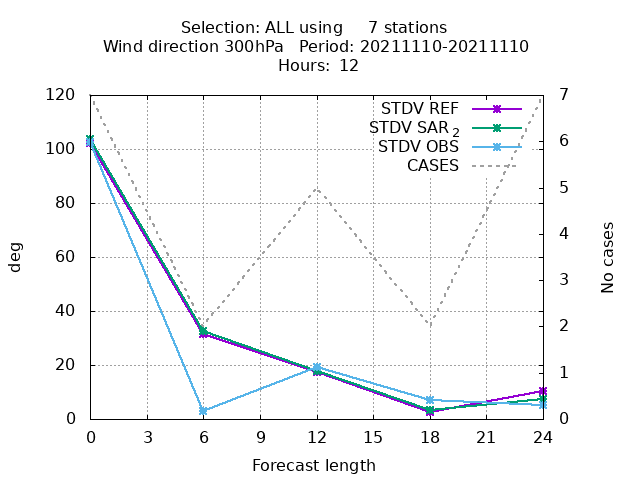 Selection: ALL using     7 stations
Wind direction 300hPa   Period: 20211110-20211110
Hours: 12
120
100
80
60
40
20
0
deg
7
6
5
4
3
2
1
0
No cases
STDV REF
STDV SAR 2
STDV OBS
CASES
0 3 6 9 12 15 18 21 24
Forecast length